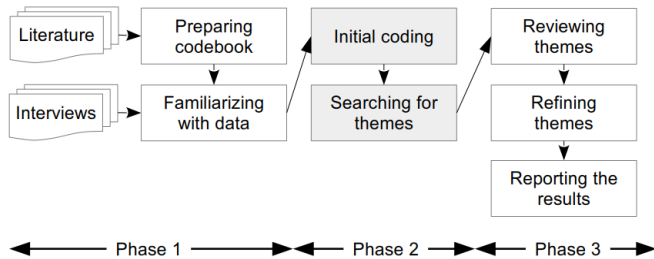 Literature
Preparing
codebook
Initial coding
Reviewing
themes
Interviews
Familiarizing
with data
Searching for
themes
Refining
themes
Reporting the
results
Phase 1
Phase 2
Phase 3